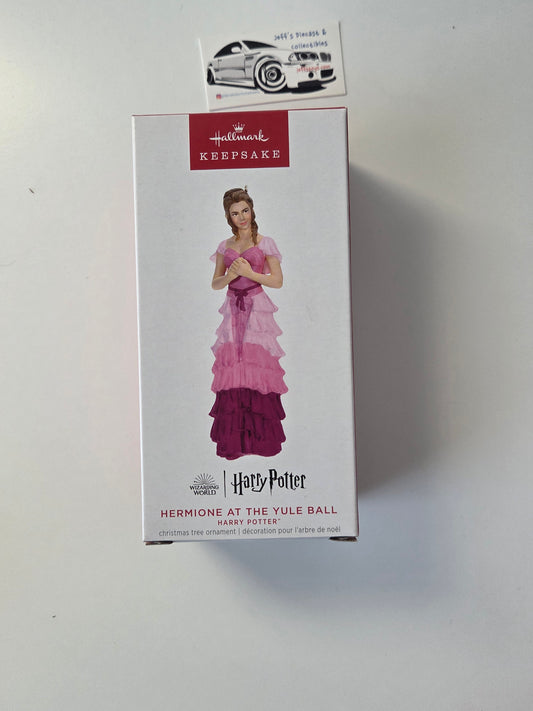 Jeff's Diecast &
collectibles
Hallmark
KEEPSAKE
WIZARDING
WORLD
Harry Potter
HERMIONE AT THE YULE BALL
HARRY POTTER™
christmas tree ornament | décoration pour l'arbre de noël